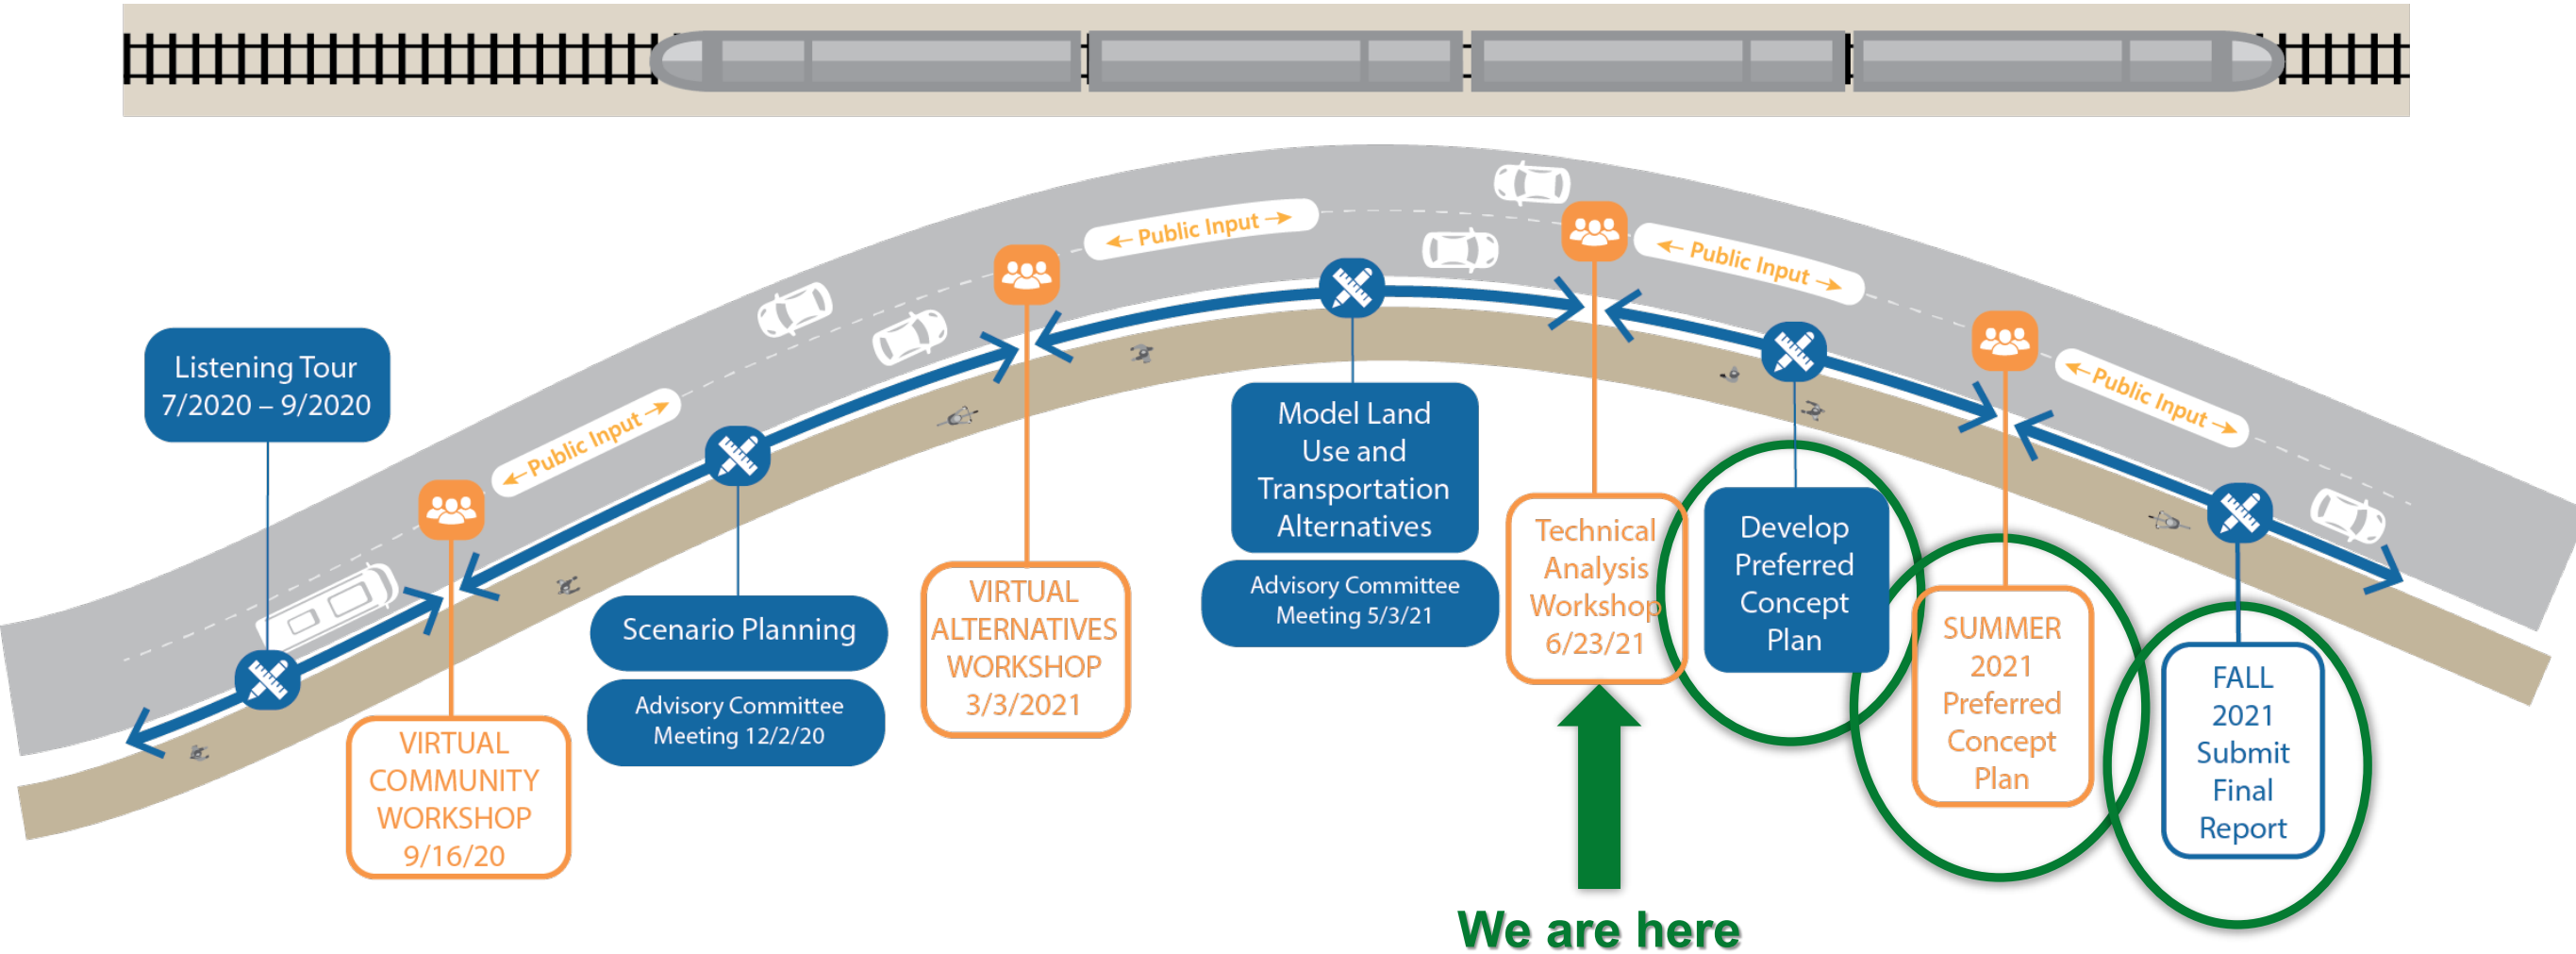 Listening Tour
7/2020 – 9/2020
VIRTUAL
COMMUNITY
WORKSHOP
9/16/20
Public Input
Scenario Planning
Advisory Committee
Meeting 12/2/20
VIRTUAL
ALTERNATIVES
WORKSHOP
3/3/2021
Public Input
Model Land
Use and
Transportation
Alternatives
Advisory Committee
Meeting 5/3/21
Technical
Analysis
Workshop
6/23/21
We are here
Public Input
Develop
Preferred
Concept
Plan
SUMMER
2021
Preferred
Concept
Plan
Public Input
FALL
2021
Submit
Final
Report